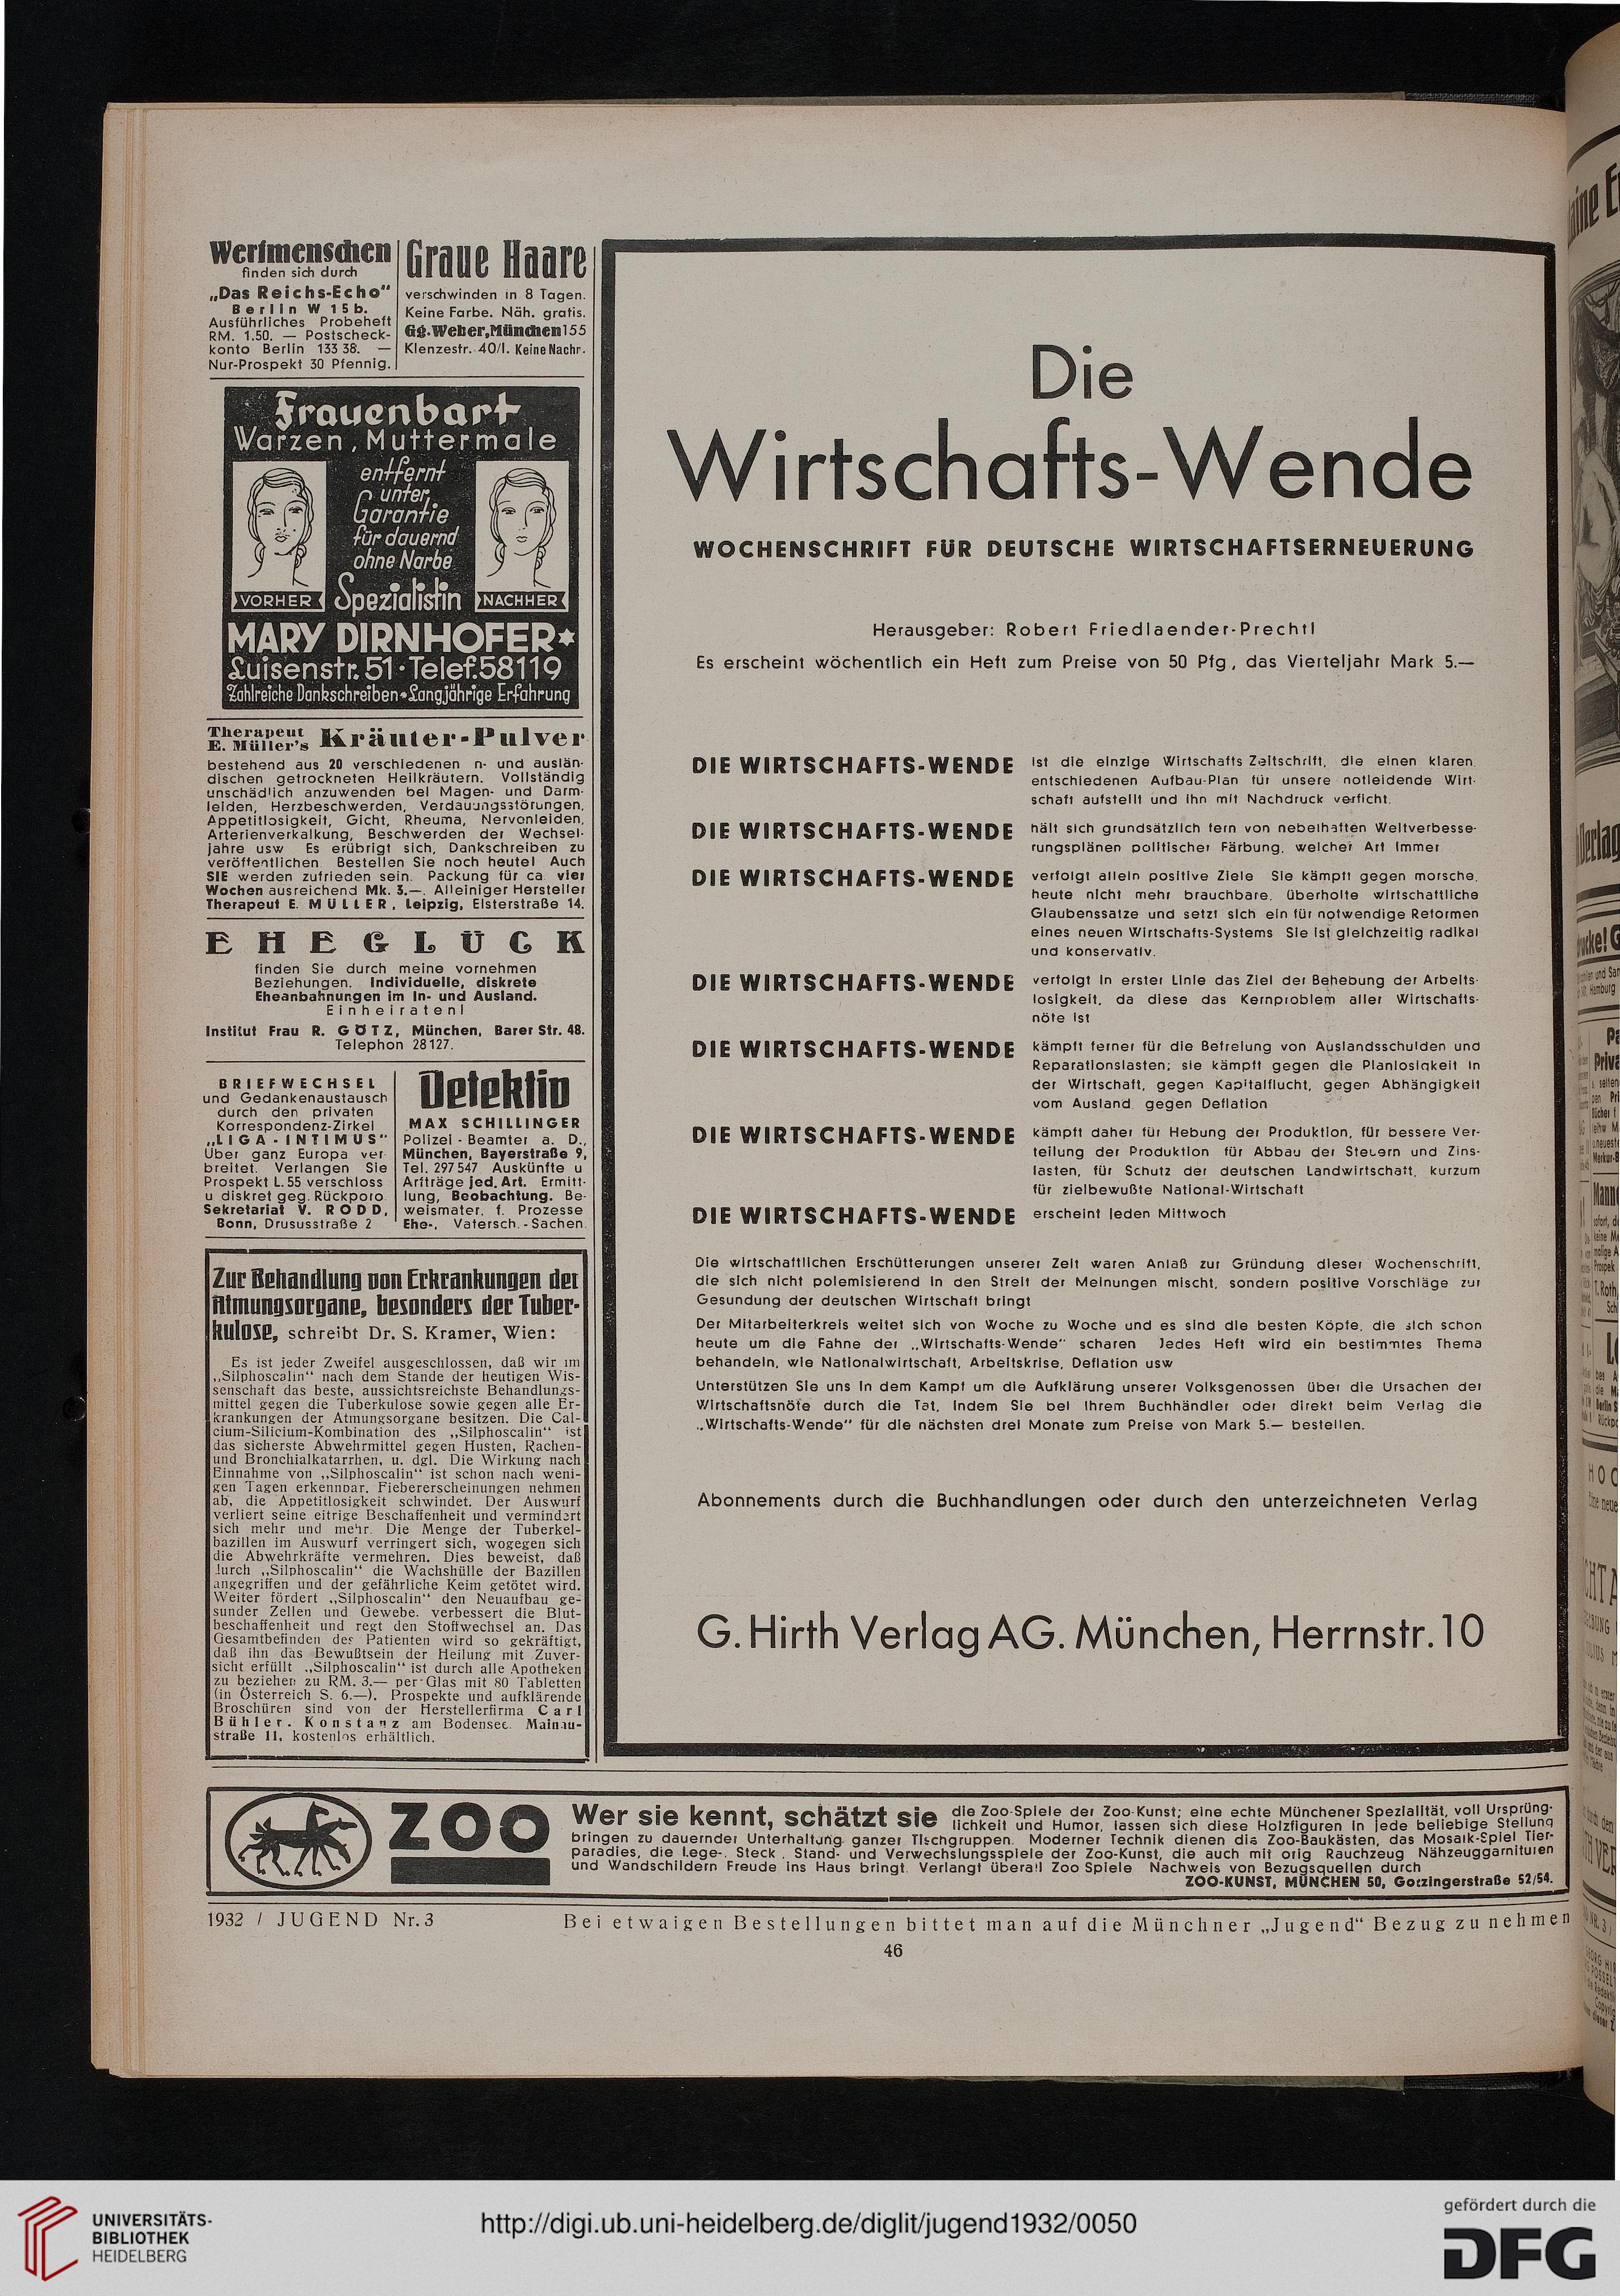 Wertmenschen
finden sich durch
„Das Reichs-Echo“
Berlin W 15b.
Ausführliches Probeheft
RM. 1.50. — Postscheck-
konto Berlin 133 38. —
Nur-Prospekt 30 Pfennig.
Graue Haare
verschwinden in 8 Tagen.
Keine Farbe. Näh. gratis.
Gg.Weber,München155
Klenzestr. 40/I. Keine Nachr.
Frauenbart
Warzen, Muttermale
entfernt
unter
Garantie
für dauernd
ohne Narbe
VORHER
Spezialistin
NACHHER
MARY DIRNHOFER*
Luisenstr. 51·Telef.58119
Zahlreiche Dankschreiben*Langjährige Erfahrung
Therapeut
E. Müller's Kräuter-Pulver
bestehend aus 20 verschiedenen n- und auslän-
dischen getrockneten Heilkräutern. Vollständig
unschädlich anzuwenden bei Magen- und Darm-
leiden, Herzbeschwerden, Verdauungsstörungen,
Appetitlosigkeit, Gicht, Rheuma, Nervenleiden,
Arterienverkalkung, Beschwerden der Wechsel-
jahre usw Es erübrigt sich, Dankschreiben zu
veröffentlichen Bestellen Sie noch heute! Auch
SIE werden zufrieden sein. Packung für ca vier
Wochen ausreichend Mk. 3.—. Alleiniger Hersteller
Therapeut E. MÜLLER, Leipzig, Elsterstraße 14.
EHEGLÜCK
finden Sie durch meine vornehmen
Beziehungen. Individuelle, diskrete
Eheanbahnungen im In- und Ausland.
Einheiraten!
Institut Frau R. GÖTZ, München, Barer Str. 48.
Telephon 28127.
BRIEFWECHSEL
und Gedankenaustausch
durch den privaten
Korrespondenz-Zirkel
„LIGA-INTIMUS“
Über ganz Europa ver-
breitet. Verlangen Sie
Prospekt L.55 verschloss
u diskret geg. Rückporo
Sekretariat V. RODD,
Bonn, Drususstraße 2
Detektiv
MAX SCHILLINGER
Polizei-Beamter a. D.,
München, Bayerstraße 9,
Tel. 297547 Auskünfte u
Arfträge jed. Art. Ermitt-
lung, Beobachtung. Be-
weismater. f. Prozesse
Ehe-, Vatersch.-Sachen.
Zur Behandlung von Erkrankungen der
Atmungsorgane, besonders der Tuber-
kulose, schreibt Dr. S. Kramer, Wien:
Es ist jeder Zweifel ausgeschlossen, daß wir im
„Silphoscalin“ nach dem Stande der heutigen Wis-
senschaft das beste, aussichtsreichste Behandlungs-
mittel gegen die Tuberkulose sowie gegen alle Er-
krankungen der Atmungsorgane besitzen. Die Cal-
cium-Silicium-Kombination des „Silphoscalin“ ist
das sicherste Abwehrmittel gegen Husten, Rachen-
und Bronchialkatarrhen, u. dgl. Die Wirkung nach
Einnahme von „Silphoscalin“ ist schon nach weni-
gen Tagen erkennbar. Fiebererscheinungen nehmen
ab, die Appetitlosigkeit schwindet. Der Auswurf
verliert seine eitrige Beschaffenheit und vermindert
sich mehr und mehr. Die Menge der Tuberkel-
bazillen im Auswurf verringert sich, wogegen sich
die Abwehrkräfte vermehren. Dies beweist, daß
durch „Silphoscalin“ die Wachshülle der Bazillen
angegriffen und der gefährliche Keim getötet wird.
Weiter fördert „Silphoscalin“ den Neuaufbau ge-
sunder Zellen und Gewebe, verbessert die Blut-
beschaffenheit und regt den Stoffwechsel an. Das
Gesamtbefinden der Patienten wird so gekräftigt,
daß ihn das Bewußtsein der Heilung mit Zuver-
sicht erfüllt „Silphoscalin“ ist durch alle Apotheken
zu beziehen zu RM. 3.— per Glas mit 80 Tabletten
(in Österreich S. 6.—). Prospekte und aufklärende
Broschüren sind von der Herstellerfirma Carl
Bühler, Konstanz am Bodensee. Mainau-
straße 11, kostenlos erhältlich.
Die
Wirtschafts-Wende
WOCHENSCHRIFT FÜR DEUTSCHE WIRTSCHAFTSERNEUERUNG
Herausgeber: Robert Friedlaender-Prechtl
Es erscheint wöchentlich ein Heft zum Preise von 50 Pfg, das Vierteljahr Mark 5.—
DIE WIRTSCHAFTS-WENDE ist die einzige Wirtschafts Zeitschrift, die einen klaren
entschiedenen Aufbau-Plan für unsere notleidende Wirt-
schaft aufstellt und ihn mit Nachdruck verficht.
DIE WIRTSCHAFTS-WENDE hält sich grundsätzlich fern von nebelhaften Weltverbesse-
rungsplänen politischer Färbung, welcher Art immer
DIE WIRTSCHAFTS-WENDE verfolgt allein positive Ziele Sie kämpft gegen morsche,
heute nicht mehr brauchbare, überholte wirtschaftliche
Glaubenssätze und setzt sich ein für notwendige Reformen
eines neuen Wirtschafts-Systems Sie ist gleichzeitig radikal
und konservativ.
DIE WIRTSCHAFTS-WENDE verfolgt in erster Linie das Ziel der Behebung der Arbeits-
losigkeit, da diese das Kernproblem aller Wirtschafts-
nöte ist
DIE WIRTSCHAFTS-WENDE kämpft ferner für die Befreiung von Auslandsschulden und
Reparationslasten; sie kämpft gegen die Planlosigkeit in
der Wirtschaft, gegen Kapitalflucht, gegen Abhängigkeit
vom Ausland gegen Deflation
DIE WIRTSCHAFTS-WENDE kämpft daher für Hebung der Produktion, für bessere Ver-
teilung der Produktion für Abbau der Steuern und Zins-
lasten, für Schutz der deutschen Landwirtschaft, kurzum
für zielbewußte National-Wirtschaft
DIE WIRTSCHAFTS-WENDE erscheint jeden Mittwoch
Die wirtschaftlichen Erschütterungen unserer Zeit waren Anlaß zur Gründung dieser Wochenschrift,
die sich nicht polemisierend in den Streit der Meinungen mischt, sondern positive Vorschläge zur
Gesundung der deutschen Wirtschaft bringt
Der Mitarbeiterkreis weitet sich von Woche zu Woche und es sind die besten Köpfe, die sich schon
heute um die Fahne der „Wirtschafts-Wende“ scharen Jedes Heft wird ein bestimmtes Thema
behandeln, wie Nationalwirtschaft, Arbeitskrise, Deflation usw
Unterstützen Sie uns in dem Kampf um die Aufklärung unserer Volksgenossen über die Ursachen der
Wirtschaftsnöte durch die Tat, indem Sie bei Ihrem Buchhändler oder direkt beim Verlag die
„Wirtschafts-Wende“ für die nächsten drei Monate zum Preise von Mark 5.— bestellen.
Abonnements durch die Buchhandlungen oder durch den unterzeichneten Verlag
G. Hirth Verlag AG. München, Herrnstr. 10
ZOO
Wer sie kennt, schätzt sie die Zoo-Spiele der Zoo-Kunst; eine echte Münchener Spezialität, voll Ursprüng-
lichkeit und Humor, lassen sich diese Holzfiguren in jede beliebige Stellung
bringen zu dauernder Unterhaltung ganzer Tischgruppen. Moderner Technik dienen die Zoo-Baukästen, das Mosaik-Spiel Tier-
paradies, die Lege-, Steck, Stand- und Verwechslungsspiele der Zoo-Kunst, die auch mit orig Rauchzeug Nähzeuggarnituren
und Wandschildern Freude ins Haus bringt. Verlangt überall Zoo Spiele Nachweis von Bezugsquellen durch
ZOO-KUNST, MÜNCHEN 50, Gotzingerstraße 52/54.
1932 / JUGEND Nr. 3
Bei etwaigen Bestellungen bittet man auf die Münchner „Jugend“ Bezug zu nehmen
46
UNIVERSITÄTS-
BIBLIOTHEK
HEIDELBERG
http://digi.ub.uni-heidelberg.de/diglit/jugend1932/0050
gefördert durch die
DFG